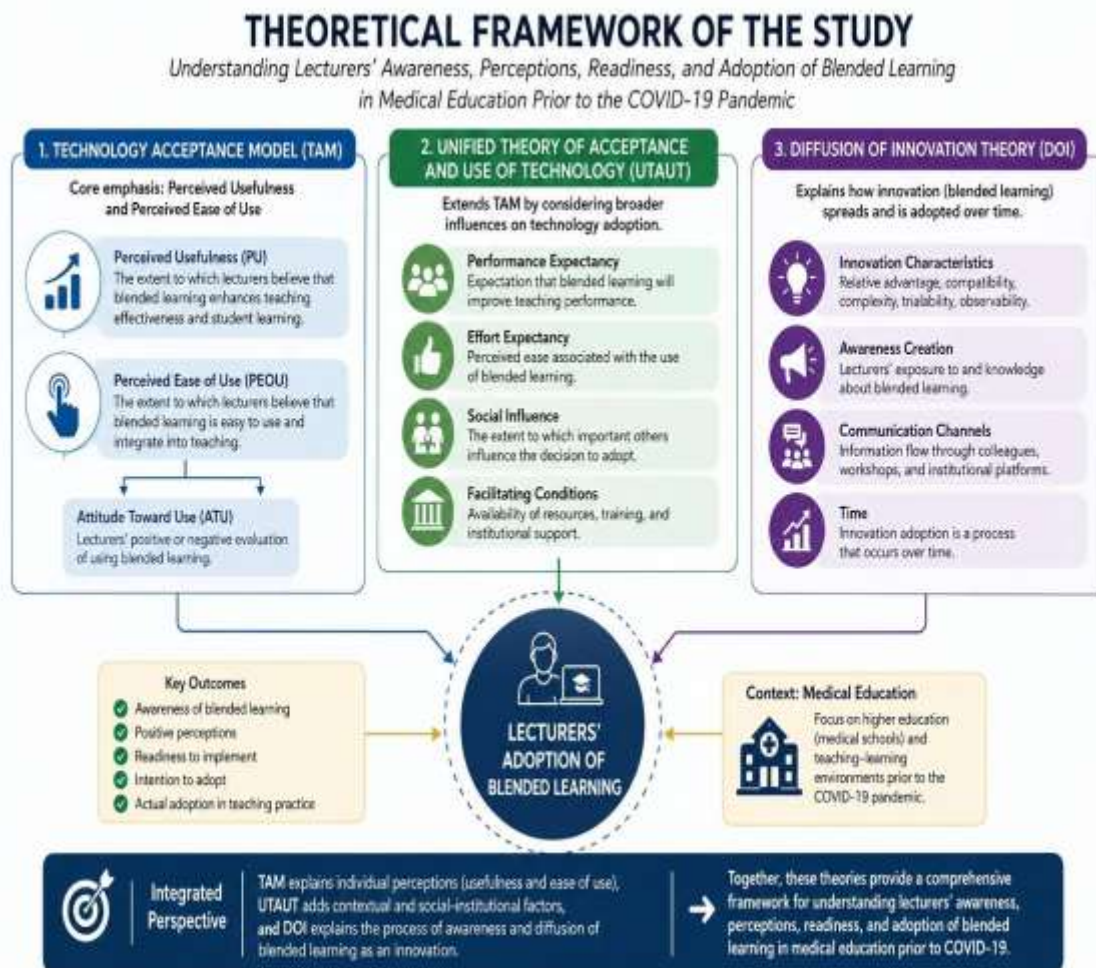 THEORETICAL FRAMEWORK OF THE STUDY
Understanding Lecturers' Awareness, Perceptions, Readiness, and Adoption of Blended Learning
in Medical Education Prior to the COVID-19 Pandemic
1. TECHNOLOGY ACCEPTANCE MODEL (TAM)
Core emphasis: Perceived Usefulness
and Perceived Ease of Use
Perceived Usefulness (PU)
The extent to which lecturers believe that
blended learning enhances teaching
effectiveness and student learning.
Perceived Ease of Use (PEOU)
The extent to which lecturers believe that
blended learning is easy to use and
integrate into teaching.
Attitude Toward Use (ATU)
Lecturers' positive or negative evaluation
of using blended learning.
2. UNIFIED THEORY OF ACCEPTANCE
AND USE OF TECHNOLOGY (UTAUT)
Extends TAM by considering broader
influences on technology adoption.
Performance Expectancy
Expectation that blended learning will
improve teaching performance.
Effort Expectancy
Perceived ease associated with the use
of blended learning.
Social Influence
The extent to which important others
influence the decision to adopt.
Facilitating Conditions
Availability of resources, training, and
institutional support.
3. DIFFUSION OF INNOVATION THEORY (DOI)
Explains how innovation (blended learning)
spreads and is adopted over time.
Innovation Characteristics
Relative advantage, compatibility,
complexity, trialability, observability.
Awareness Creation
Lecturers' exposure to and knowledge
about blended learning.
Communication Channels
Information flow through colleagues,
workshops, and institutional platforms.
Time
Innovation adoption is a process
that occurs over time.
Key Outcomes
Awareness of blended learning
Positive perceptions
Readiness to implement
Intention to adopt
Actual adoption in teaching practice
LECTURERS'
ADOPTION OF
BLENDED LEARNING
Context: Medical Education
Focus on higher education
(medical schools) and
teaching–learning
environments prior to the
COVID-19 pandemic.
Integrated
Perspective
TAM explains individual perceptions (usefulness and ease of use),
UTAUT adds contextual and social-institutional factors,
and DOI explains the process of awareness and diffusion of
blended learning as an innovation.
Together, these theories provide a comprehensive
framework for understanding lecturers' awareness,
perceptions, readiness, and adoption of blended
learning in medical education prior to COVID-19.